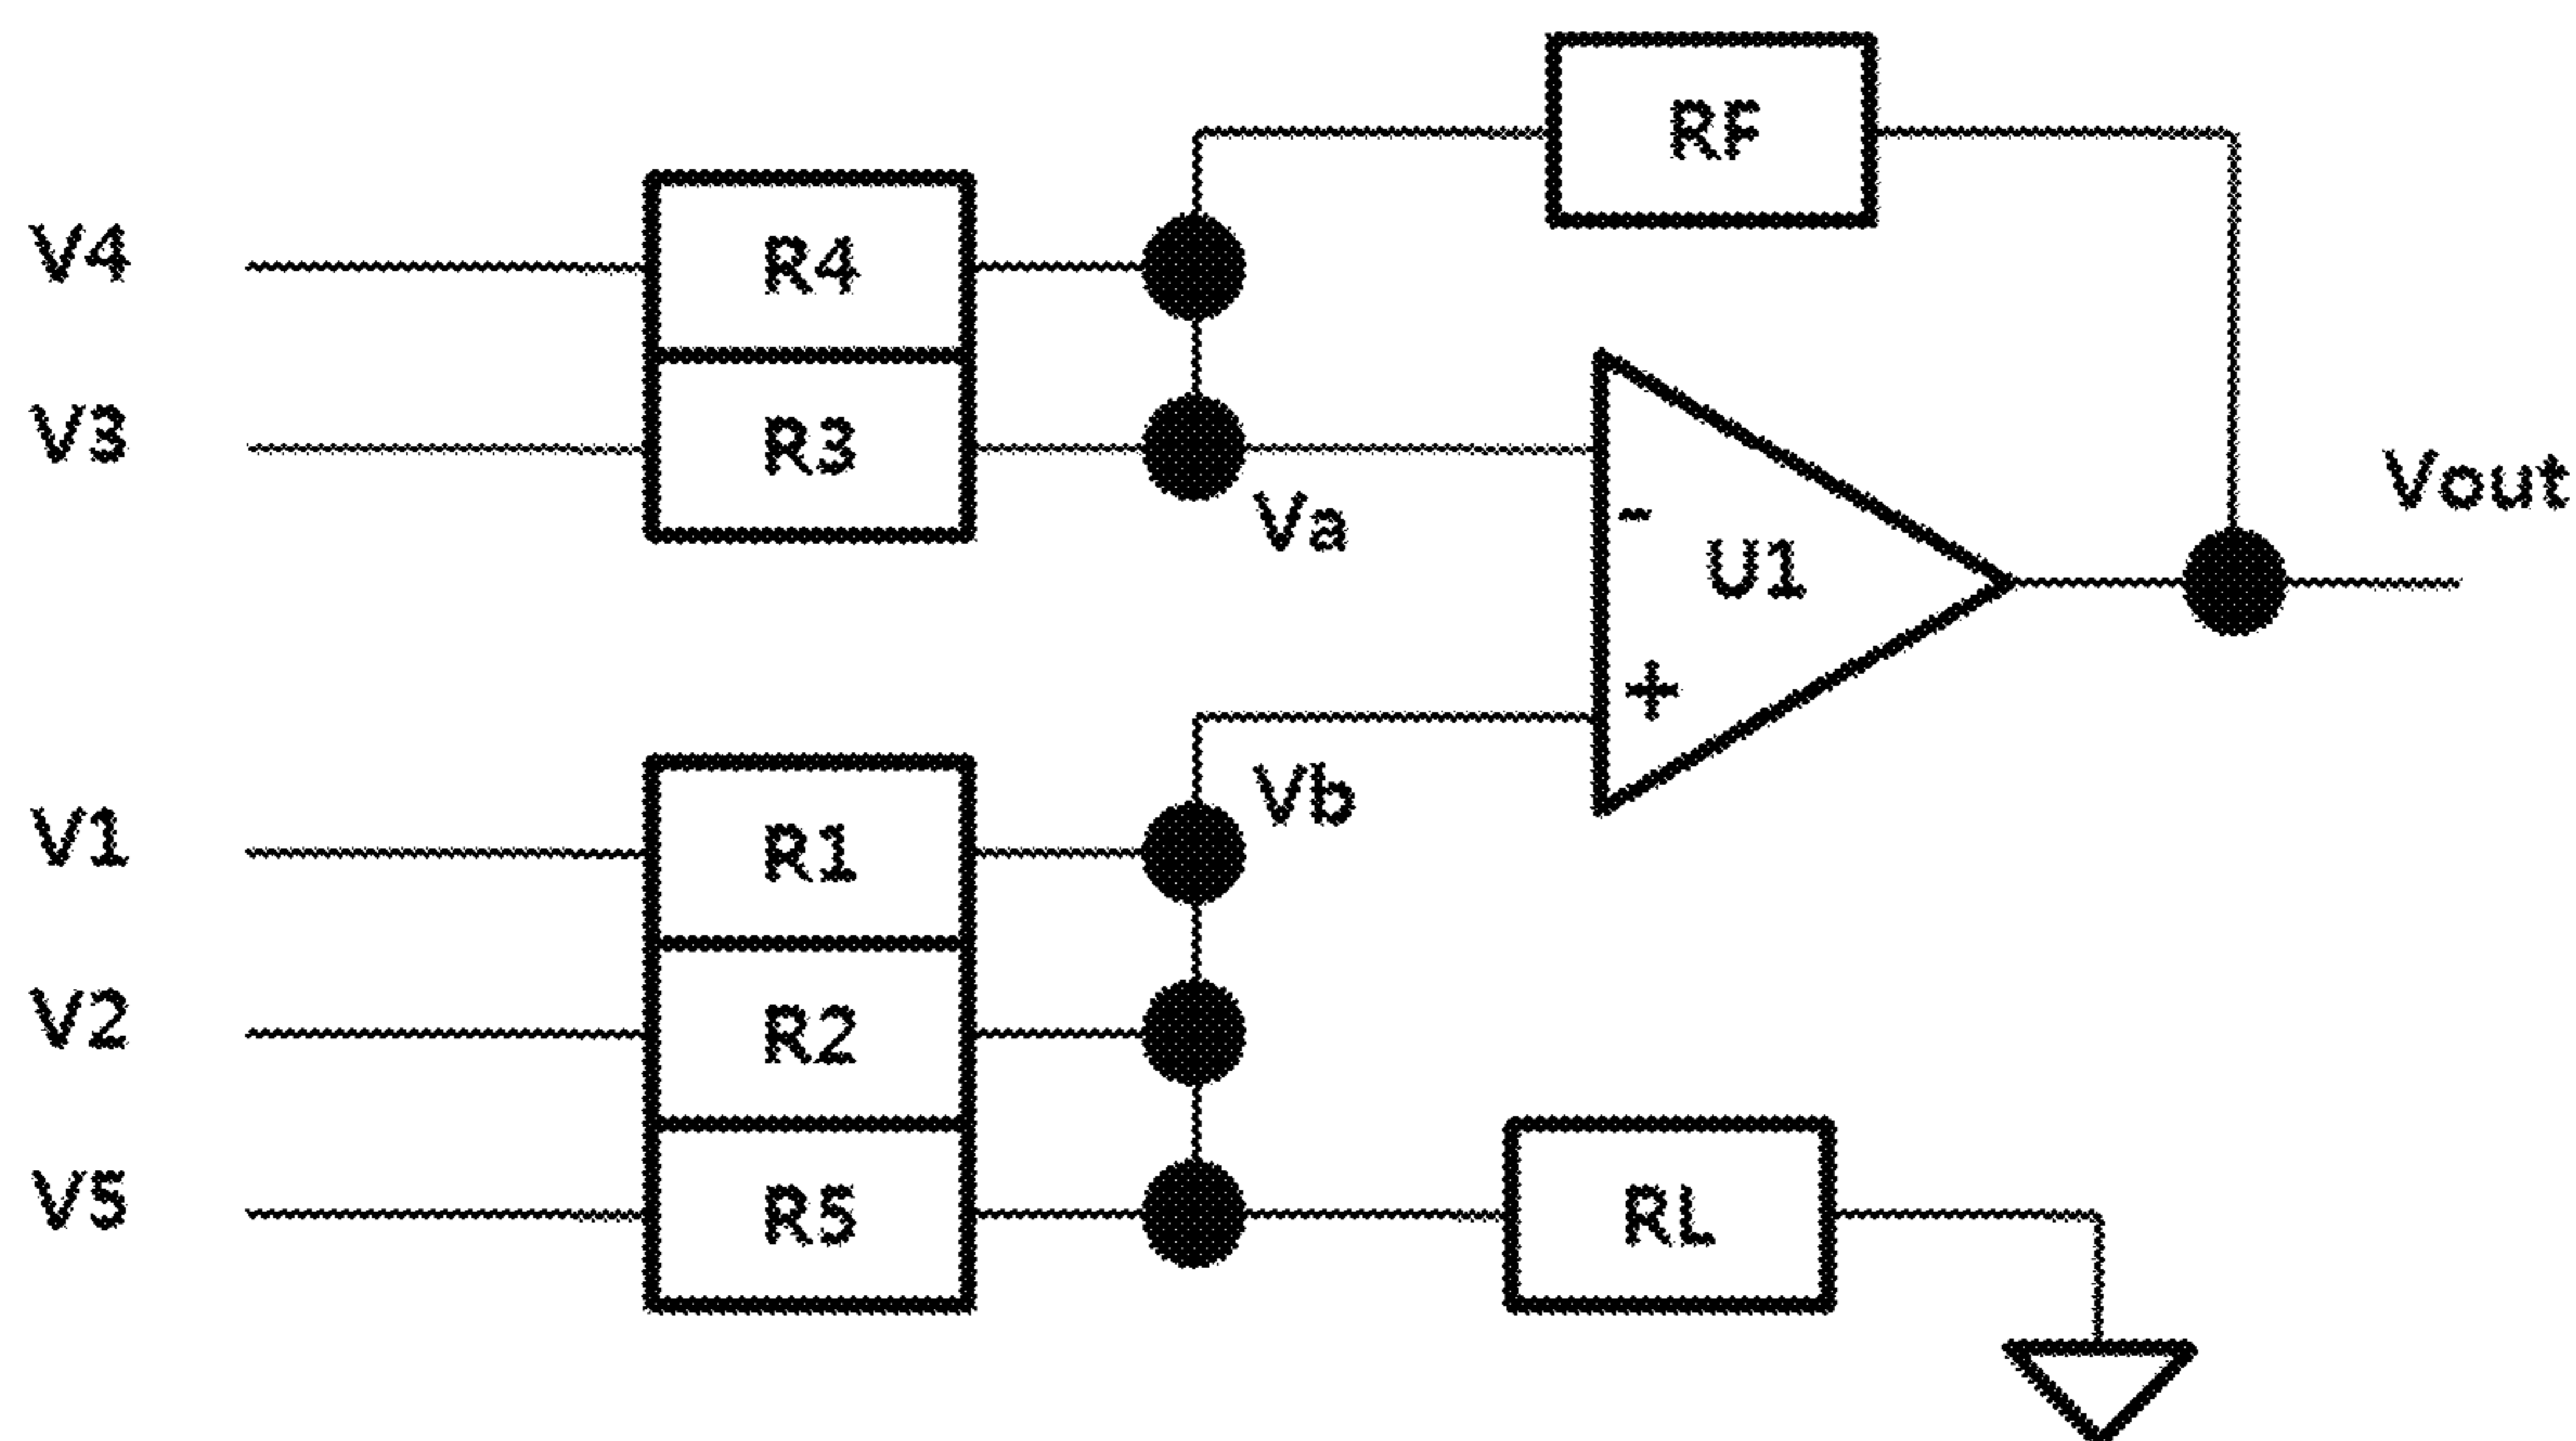 RF
V4 R4
V3 R3
Va
-
U1
Vout
+
Vb
V1 R1
V2 R2
V5 R5 RL